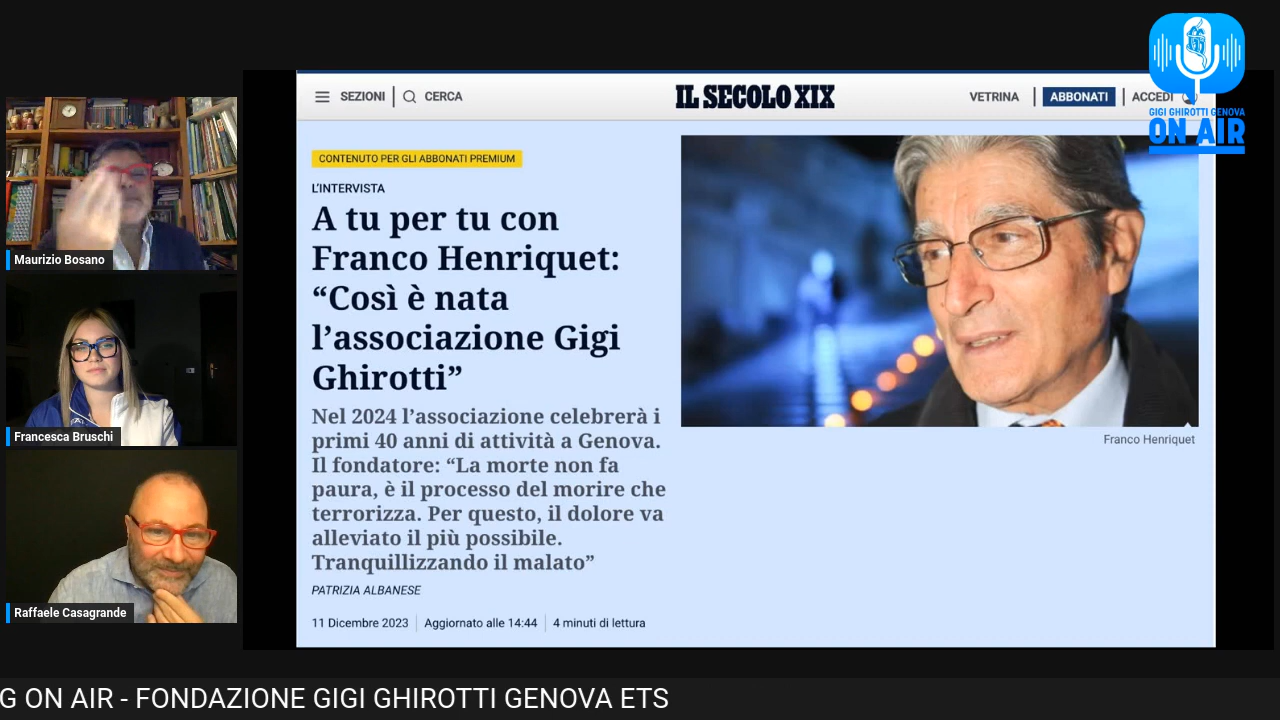 SEZIONI
CERCA
IL SECOLO XIX
VETRINA
ABBONATI
ACCEDI
GIGI GHIROTTI GENOVA
ON AIR
CONTENUTO PER GLI ABBONATI PREMIUM
L'INTERVISTA
A tu per tu con
Franco Henriquet:
“Così è nata
l’associazione Gigi
Ghirotti”
Nel 2024 l’associazione celebrerà i
primi 40 anni di attività a Genova.
Il fondatore: “La morte non fa
paura, è il processo del morire che
terrorizza. Per questo, il dolore va
alleviato il più possibile.
Tranquillizzando il malato”
PATRIZIA ALBANESE
11 Dicembre 2023
Aggiornato alle 14:44
4 minuti di lettura
Franco Henriquet
Maurizio Bosano
Francesca Bruschi
Raffaele Casagrande
G ON AIR - FONDAZIONE GIGI GHIROTTI GENOVA ETS